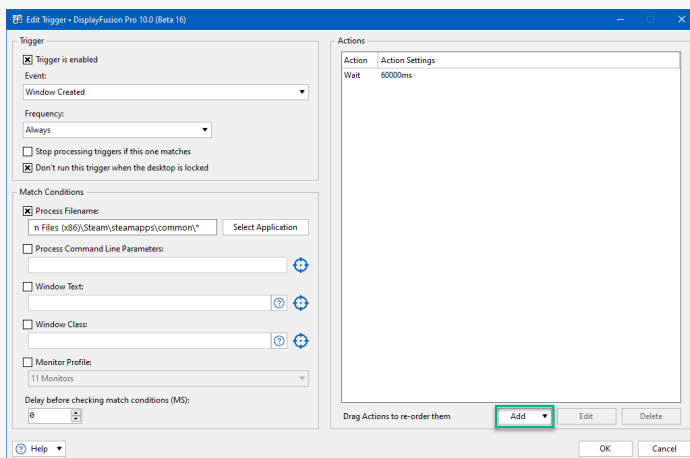 Edit Trigger • DisplayFusion Pro 10.0 (Beta 16)
Trigger
Trigger is enabled
Event:
Window Created
Frequency:
Always
Stop processing triggers if this one matches
Don't run this trigger when the desktop is locked
Match Conditions
Process Filename:
n Files (x86)\Steam\steamapps\common\*
Select Application
Process Command Line Parameters:
Window Text:
Window Class:
Monitor Profile:
11 Monitors
Delay before checking match conditions (MS):
0
Help
Actions
Action Action Settings
Wait 60000ms
Drag Actions to re-order them
Add
Edit
Delete
OK
Cancel